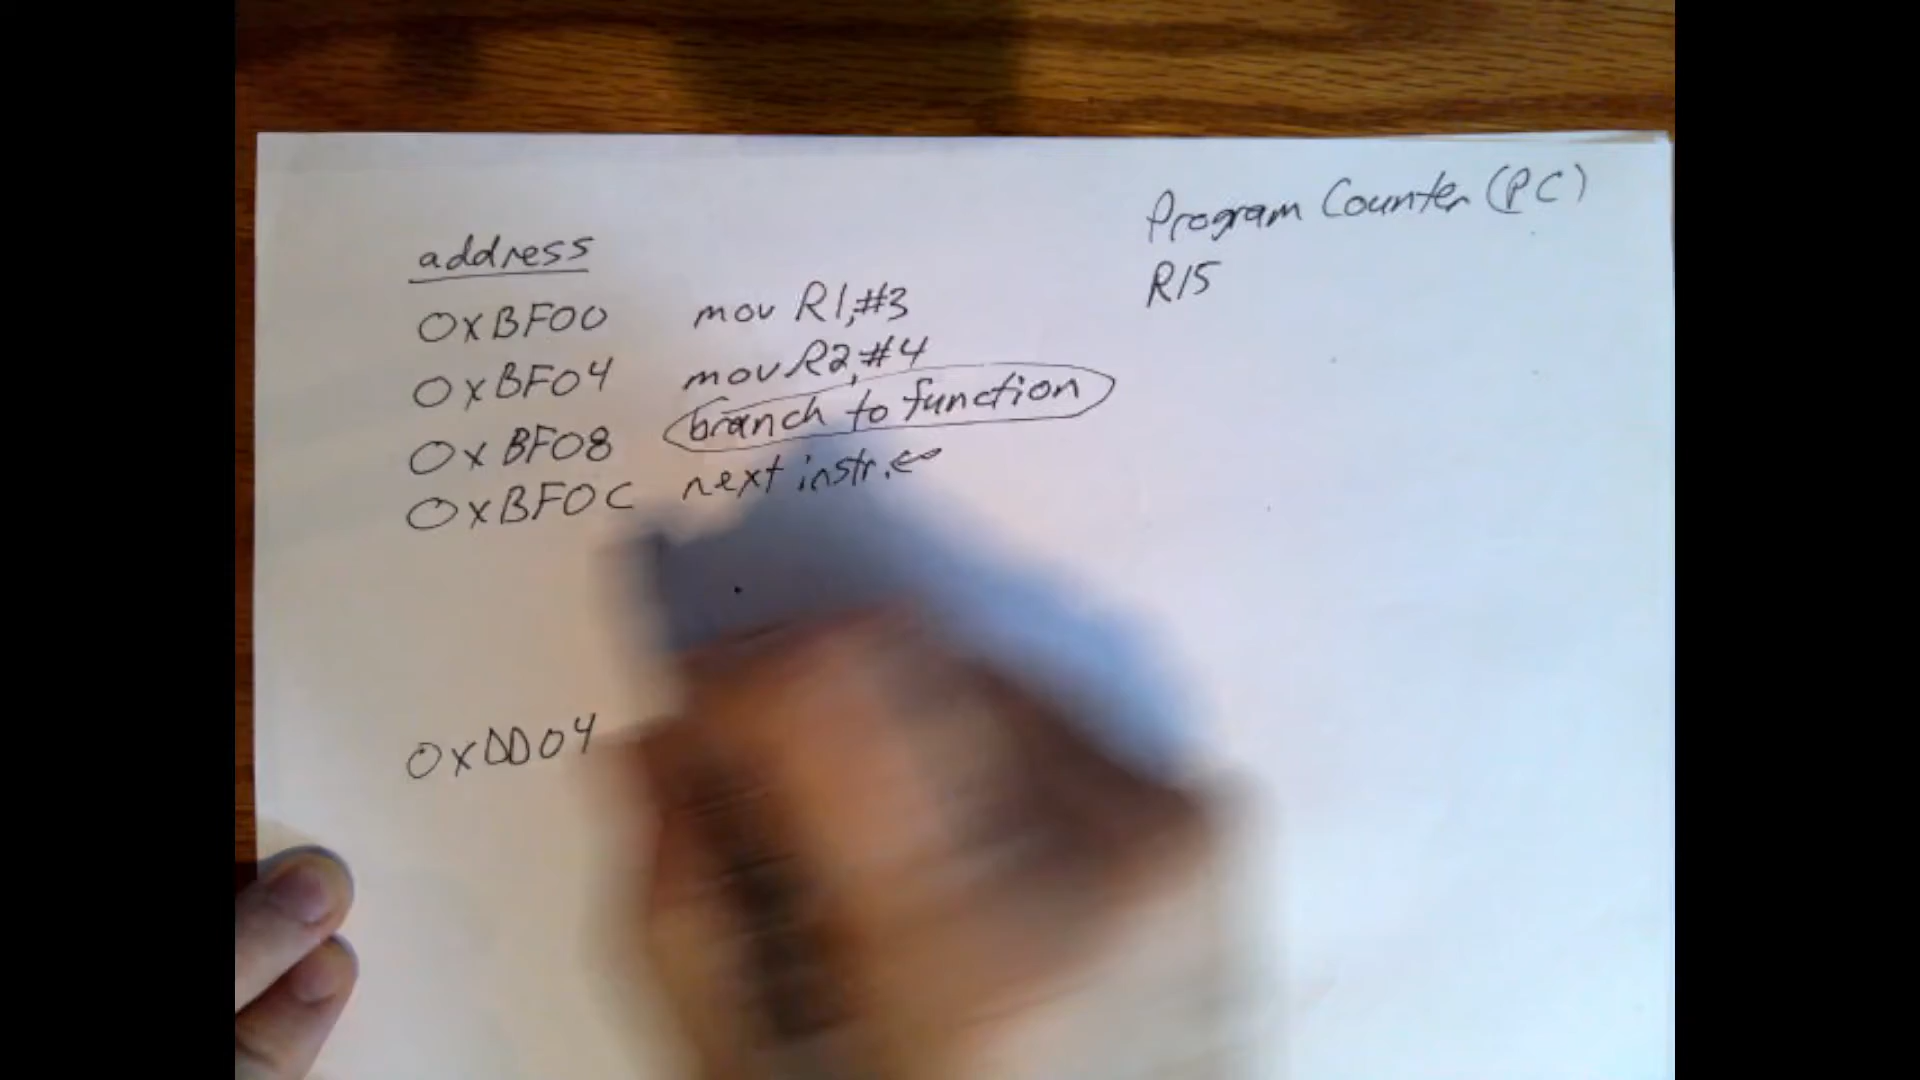 Program Counter (PC)
R15
address
0xBF00 mov R1,#3
0xBF04 mov R2,#4
0xBF08 branch to function
0xBF0C next instr.
0xDD04